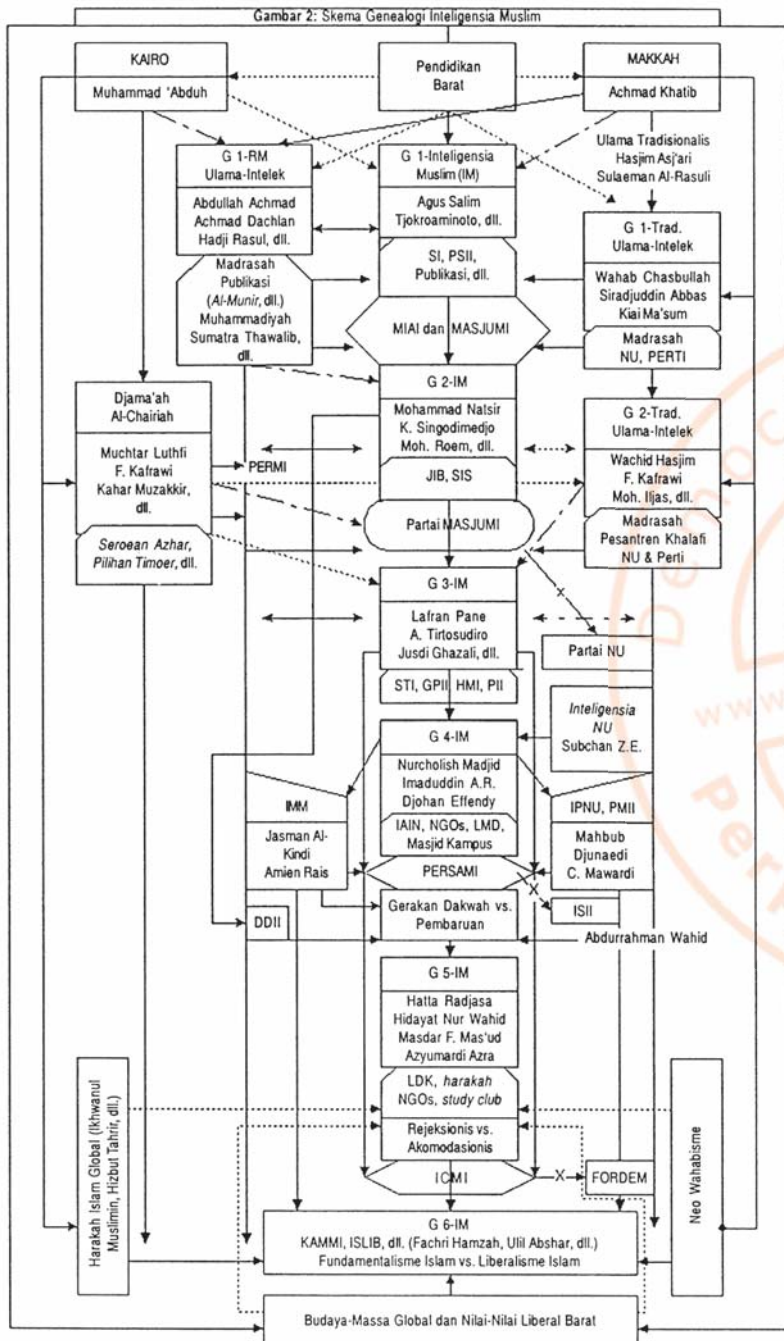 Gambar 2: Skema Genealogi Inteligensia Muslim
KAIRO
Muhammad 'Abduh
Pendidikan
Barat
MAKKAH
Achmad Khatib
Ulama Tradisionalis
Hasjim Asj'ari
Sulaeman Al-Rasuli
G 1-RM
Ulama-Intelek
Abdullah Achmad
Achmad Dachlan
Hadji Rasul, dll.
Madrasah
Publikasi
(Al-Munir, dll.)
Muhammadiyah
Sumatra Thawalib,
dll.
G 1-Inteligensia
Muslim (IM)
Agus Salim
Tjokroaminoto, dll.
SI, PSII,
Publikasi, dll.
G 1-Trad.
Ulama-Intelek
Wahab Chasbullah
Siradjuddin Abbas
Kiai Ma'sum
Madrasah
NU, PERTI
MIAI dan MASJUMI
Djama'ah
Al-Chairiah
Muchtar Luthfi
F. Kafrawi
Kahar Muzakkir,
dll.
Seroean Azhar,
Pilihan Timoer, dll.
PERMI
G 2-IM
Mohammad Natsir
K. Singodimedjo
Moh. Roem, dll.
JIB, SIS
G 2-Trad.
Ulama-Intelek
Wachid Hasjim
F. Kafrawi
Moh. Iljas, dll.
Madrasah
Pesantren Khalafi
NU & Perti
Partai MASJUMI
X
Partai NU
G 3-IM
Lafran Pane
A. Tirtosudiro
Jusdi Ghazali, dll.
STI, GPII, HMI, PII
Inteligensia
NU
Subchan Z.E.
G 4-IM
Nurcholish Madjid
Imaduddin A.R.
Djohan Effendy
IAIN, NGOs, LMD,
Masjid Kampus
IMM
Jasman Al-
Kindi
Amien Rais
IPNU, PMII
Mahbub
Djunaedi
C. Mawardi
PERSAMI
X
ISII
DDII
Gerakan Dakwah vs.
Pembaruan
Abdurrahman Wahid
G 5-IM
Hatta Radjasa
Hidayat Nur Wahid
Masdar F. Mas'ud
Azyumardi Azra
LDK, harakah
NGOs, study club
Rejeksionis vs.
Akomodasionis
ICMI
X
FORDEM
Harakah Islam Global (Ikhwanul
Muslimin, Hizbut Tahrir, dll.)
Neo Wahabisme
G 6-IM
KAMMI, ISLIB, dll. (Fachri Hamzah, Ulil Abshar, dll.)
Fundamentalisme Islam vs. Liberalisme Islam
Budaya-Massa Global dan Nilai-Nilai Liberal Barat